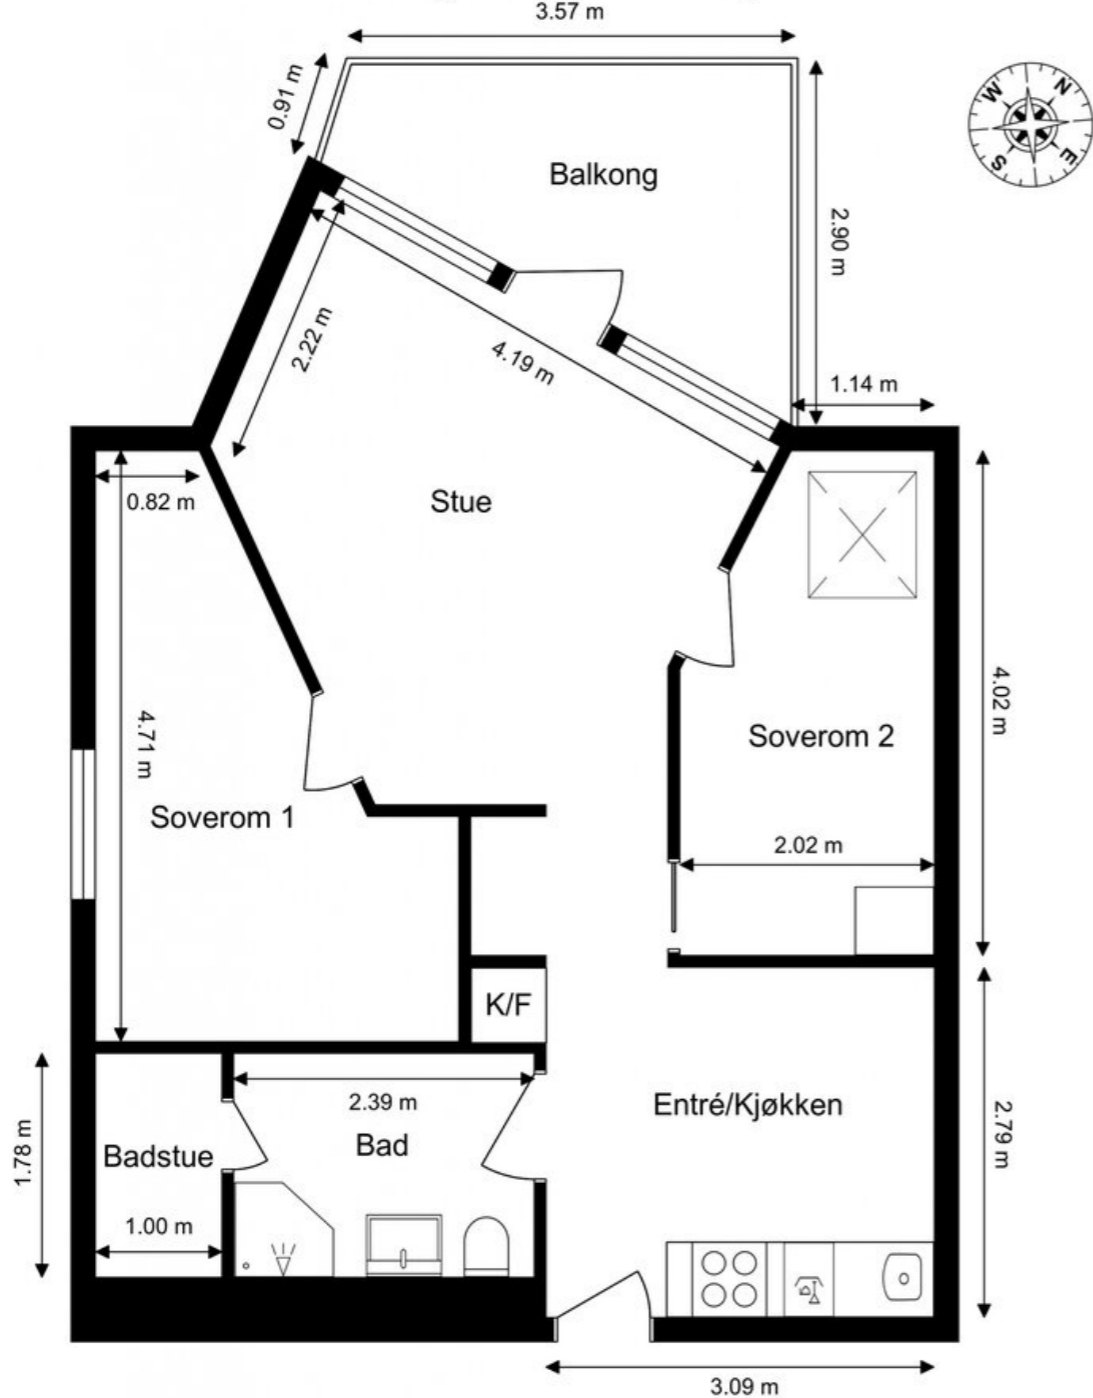 3.57 m
0.91 m
N
W
E
S
Balkong
2.90 m
2.22 m
4.19 m
1.14 m
0.82 m
Stue
4.71 m
4.02 m
Soverom 2
Soverom 1
2.02 m
K/F
2.39 m
Entré/Kjøkken
Bad
Badstue
1.78 m
2.79 m
1.00 m
3.09 m